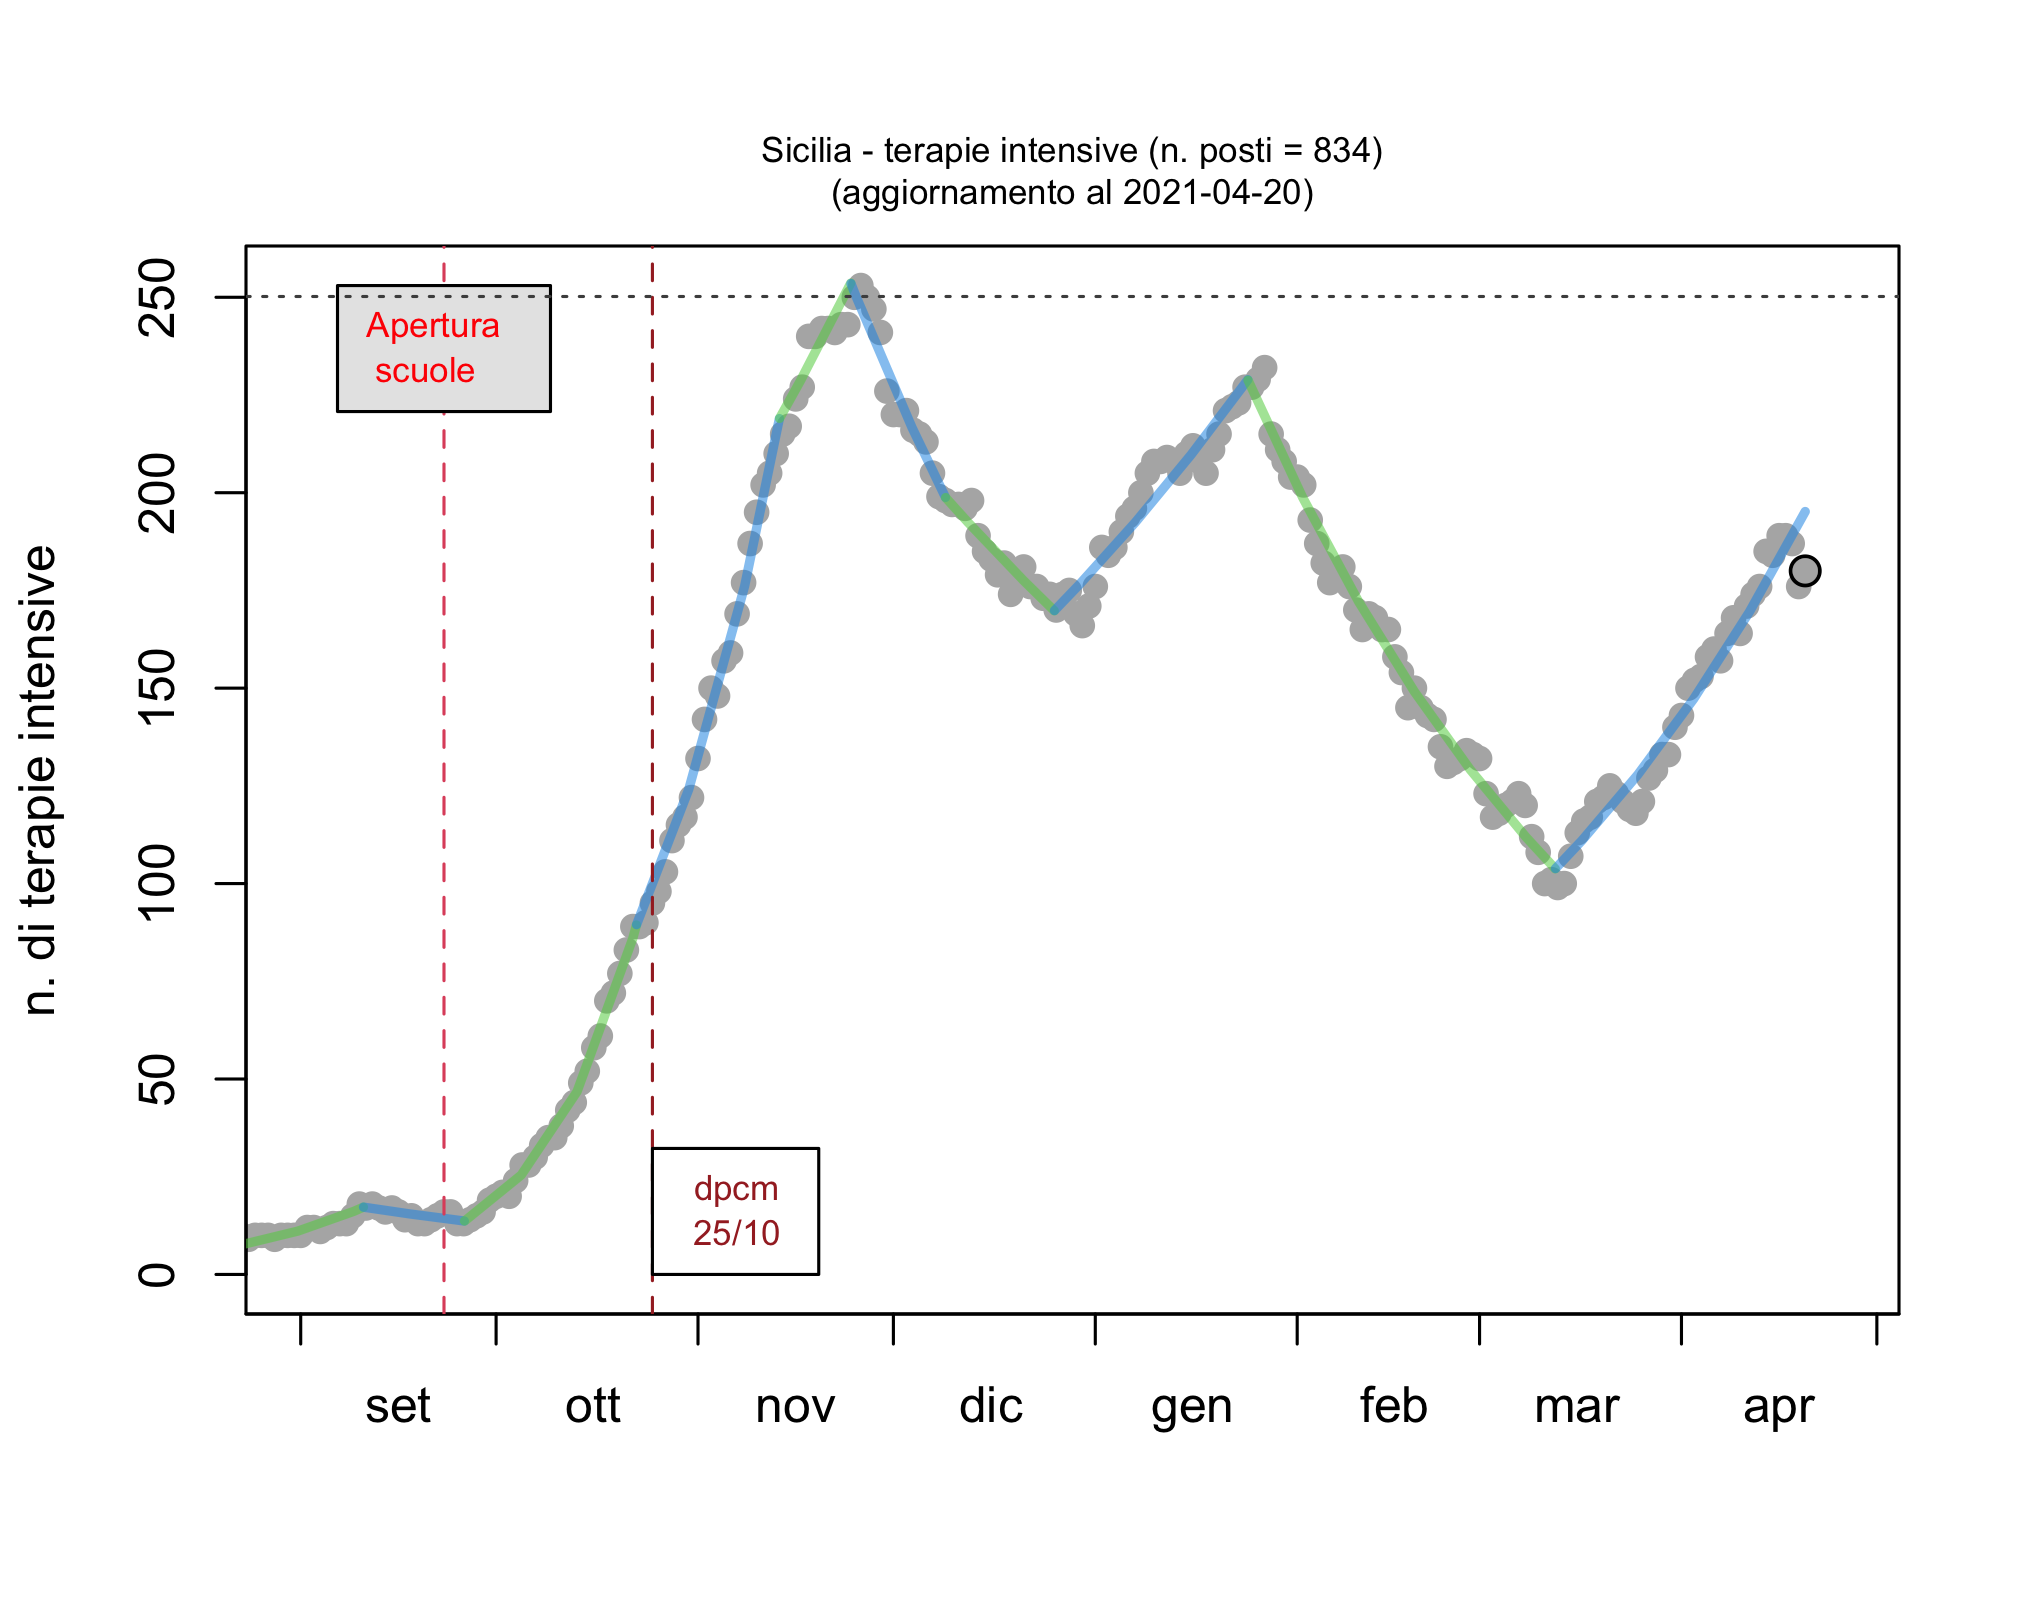 Sicilia - terapie intensive (n. posti = 834)
(aggiornamento al 2021-04-20)
n. di terapie intensive
250
200
150
100
50
0
Apertura
scuole
dpcm
25/10
set ott nov dic gen feb mar apr